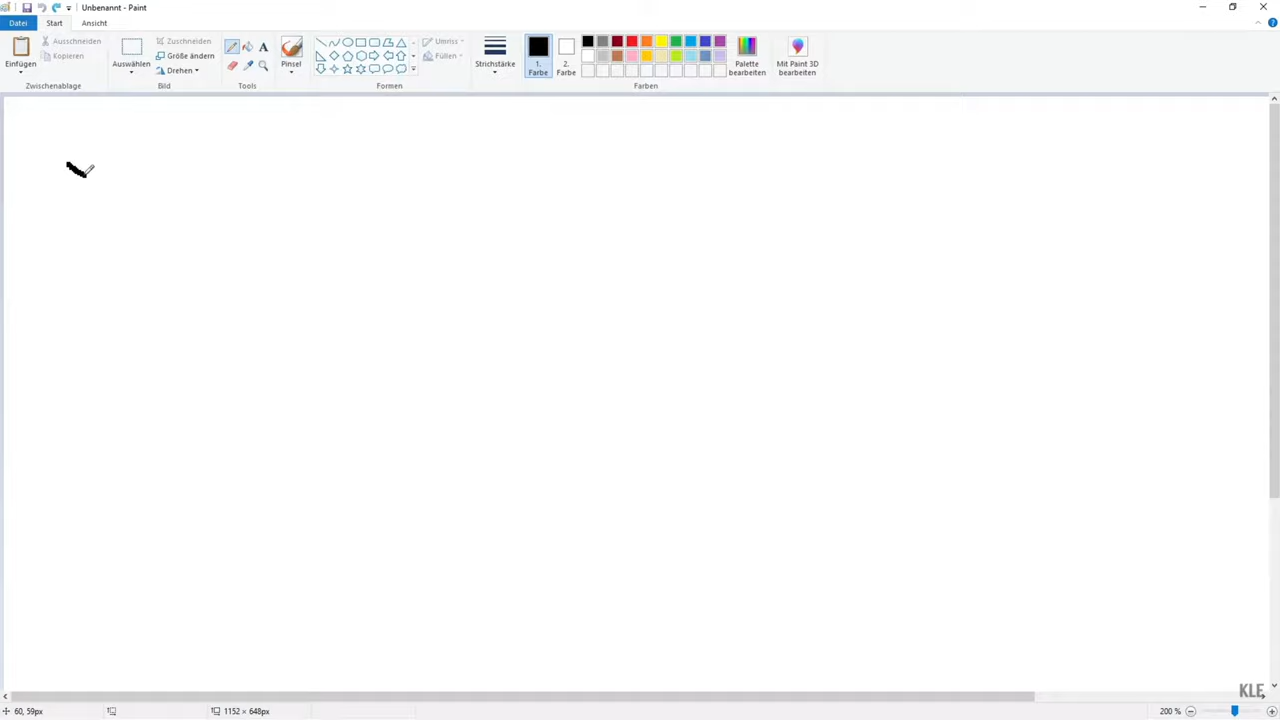 Unbenannt - Paint
Datei Start Ansicht
Einfügen
Ausschneiden
Kopieren
Zwischenablage
Auswählen
Zuschneiden
Größe ändern
Drehen
Bild
A
Tools
Pinsel
Umriss
Füllen
Formen
Strichstärke
1. Farbe
2. Farbe
Palette bearbeiten
Farben
Mit Paint 3D bearbeiten
KLE
60, 59px 1152 × 648px 200 %